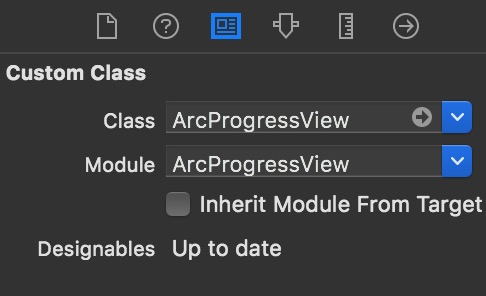 Custom Class
Class ArcProgressView
Module ArcProgressView
Inherit Module From Target
Designables Up to date